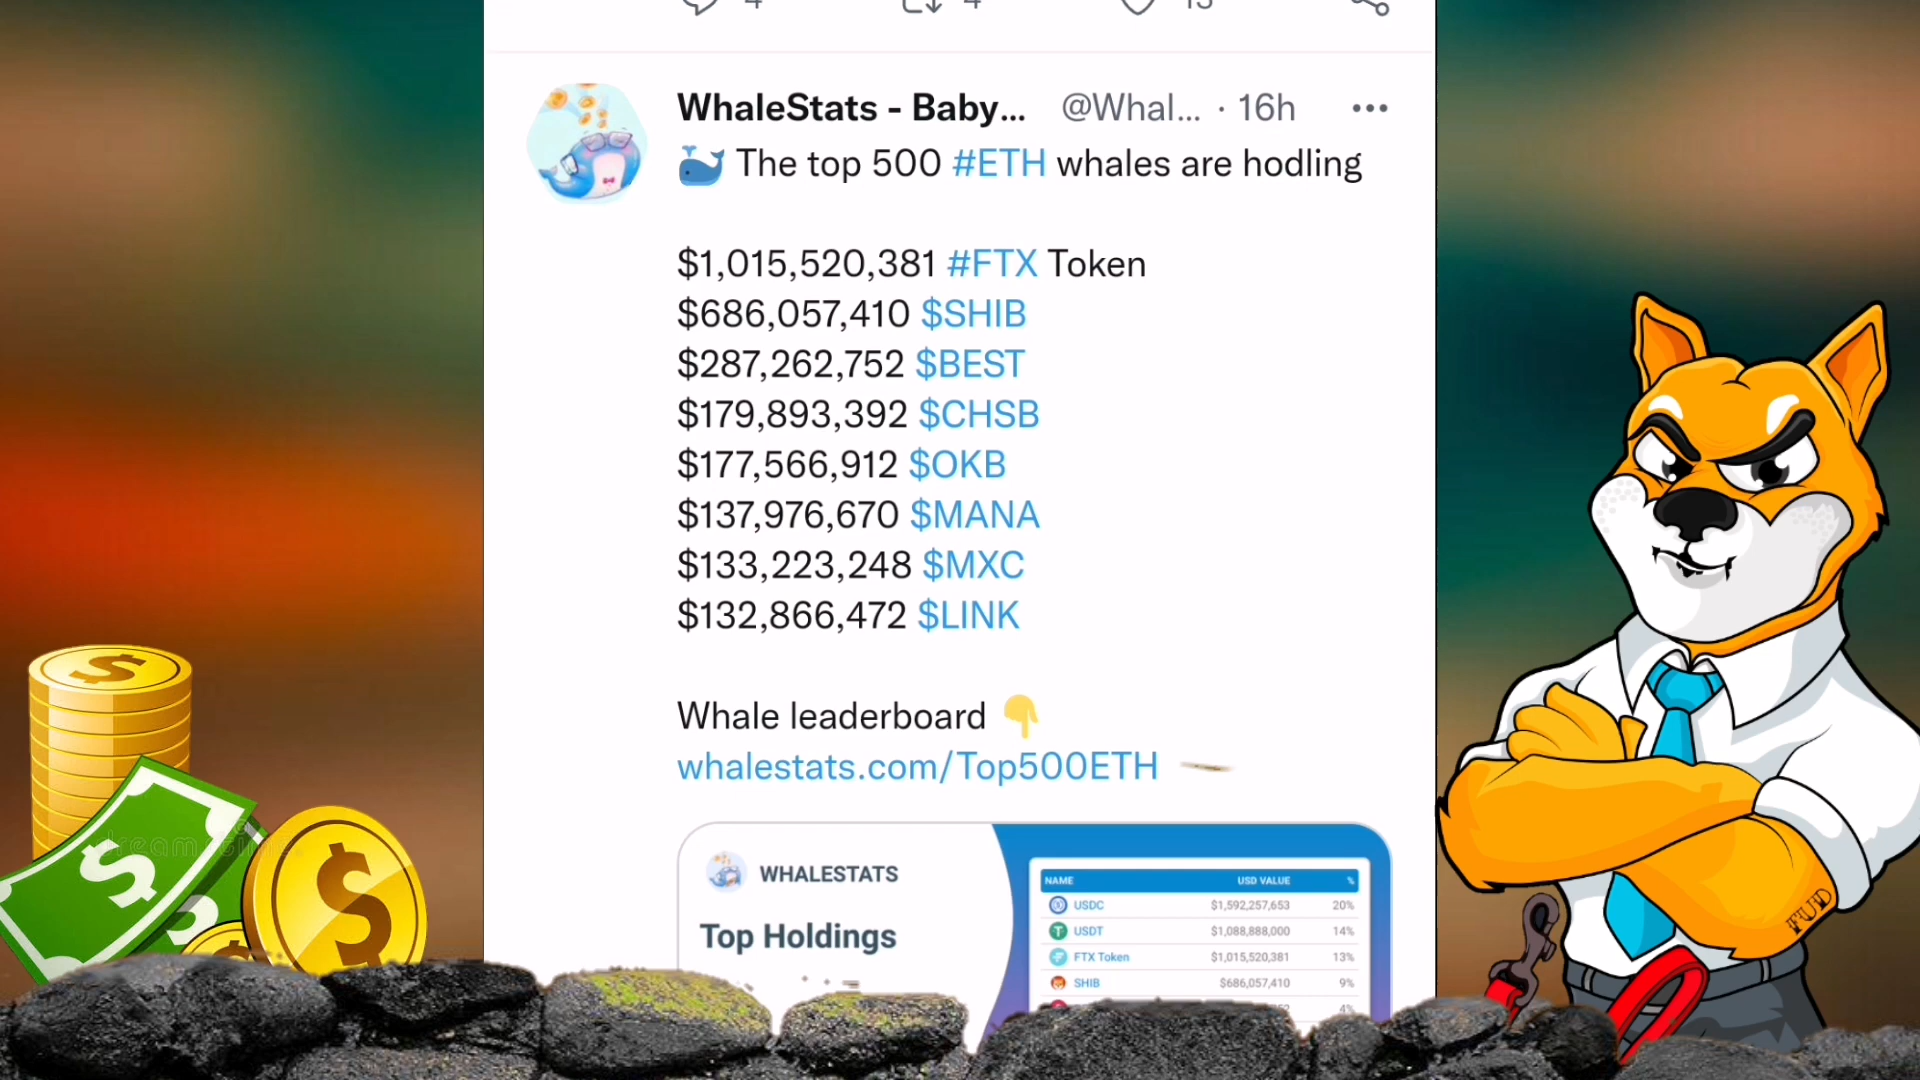 4 4 13
WhaleStats - Baby... @Whal... · 16h
🐳 The top 500 #ETH whales are hodling
$1,015,520,381 #FTX Token
$686,057,410 $SHIB
$287,262,752 $BEST
$179,893,392 $CHSB
$177,566,912 $OKB
$137,976,670 $MANA
$133,223,248 $MXC
$132,866,472 $LINK
Whale leaderboard 👇
whalestats.com/Top500ETH
WHALESTATS
Top Holdings
NAME USD VALUE %
USDC $1,592,257,653 20%
USDT $1,088,888,000 14%
FTX Token $1,015,520,381 13%
SHIB $686,057,410 9%
4%
FUD